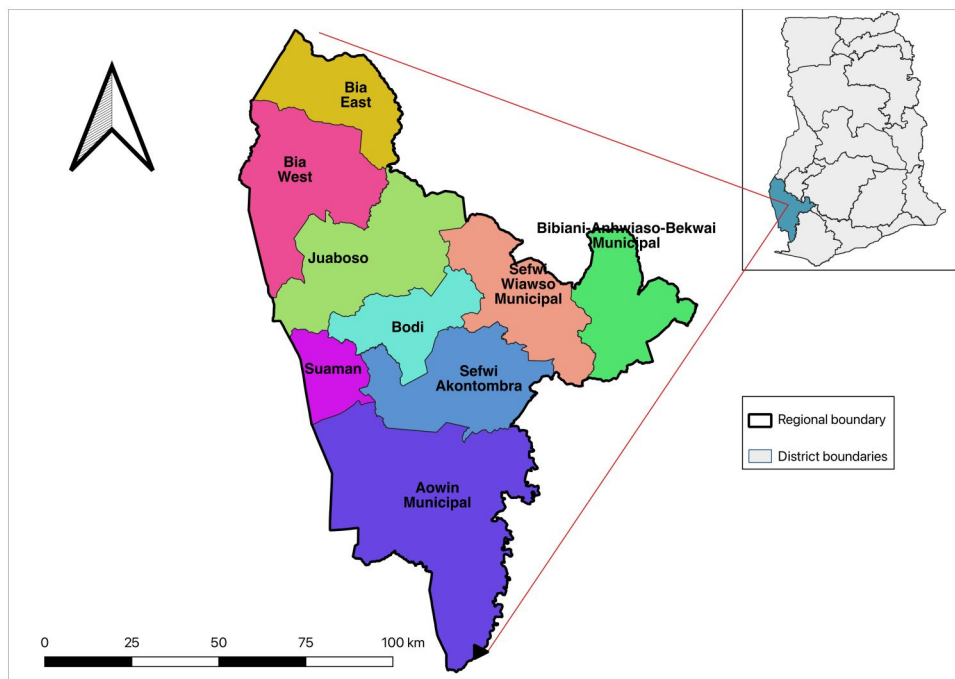 Bia
East
Bia
West
Bibiani-Anhwiaso-Bekwai
Municipal
Juaboso
Sefwi
Wiawso
Municipal
Bodi
Suaman
Sefwi
Akontombra
Regional boundary
District boundaries
Aowin
Municipal
0 25 50 75 100 km